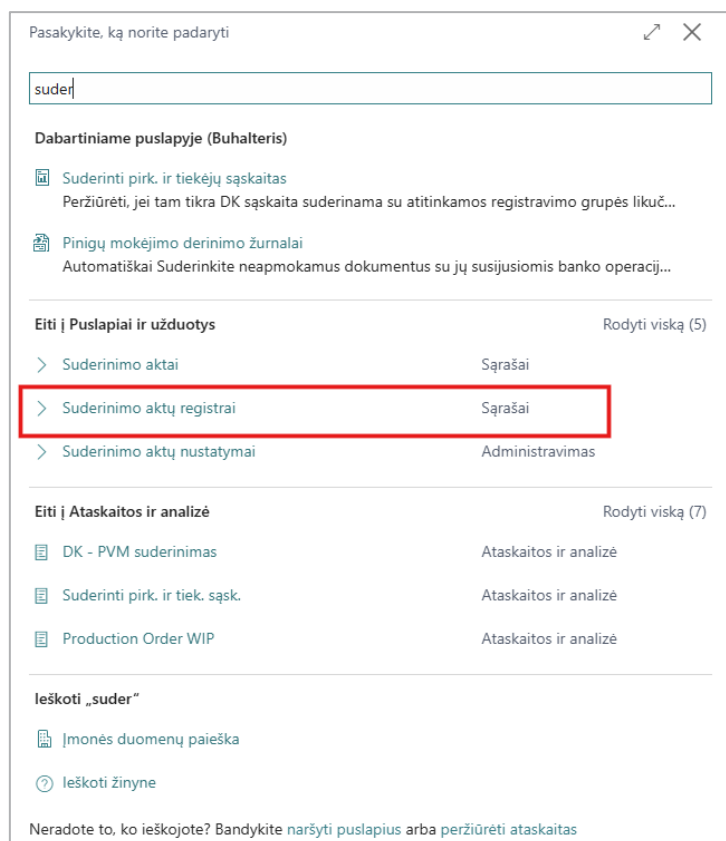 Pasakykite, ką norite padaryti
suder
Dabartiniame puslapyje (Buhalteris)
Suderinti pirk. ir tiekėjų sąskaitas
Peržiūrėti, jei tam tikra DK sąskaita suderinama su atitinkamos registravimo grupės likuč...
Pinigų mokėjimo derinimo žurnalai
Automatiškai Suderinkite neapmokamus dokumentus su jų susijusiomis banko operacij...
Eiti į Puslapiai ir užduotys Rodyti viską (5)
Suderinimo aktai Sąrašai
Suderinimo aktų registrai Sąrašai
Suderinimo aktų nustatymai Administravimas
Eiti į Ataskaitos ir analizė Rodyti viską (7)
DK - PVM suderinimas Ataskaitos ir analizė
Suderinti pirk. ir tiek. sąsk. Ataskaitos ir analizė
Production Order WIP Ataskaitos ir analizė
Ieškoti „suder“
Įmonės duomenų paieška
Ieškoti žinyne
Neradote to, ko ieškojote? Bandykite naršyti puslapius arba peržiūrėti ataskaitas